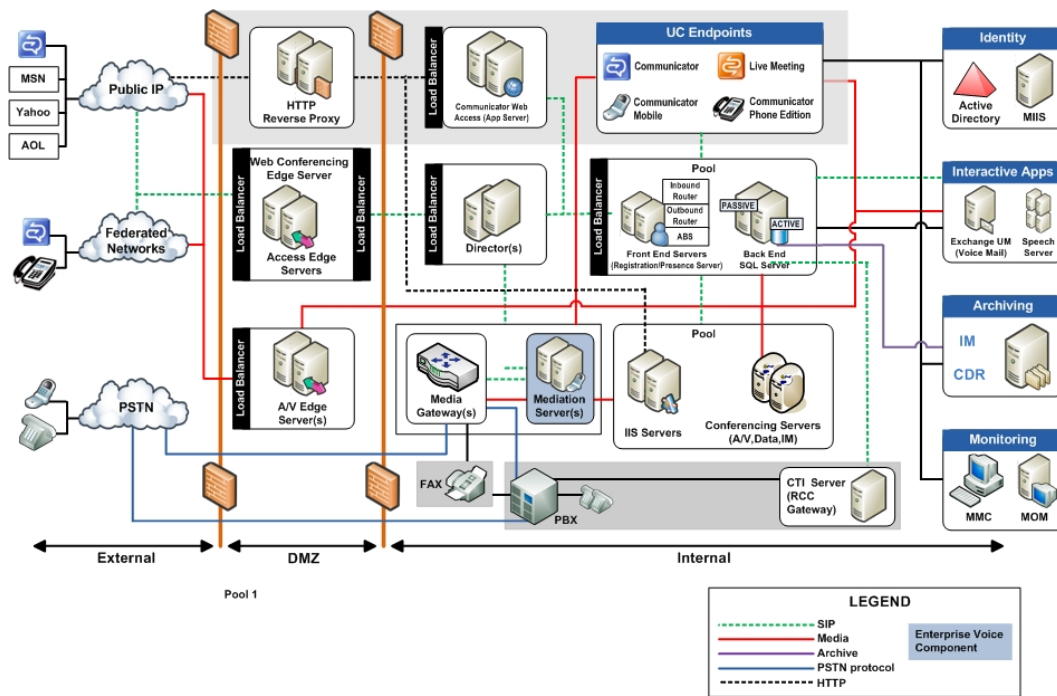 MSN
Yahoo
AOL
Public IP
Federated
Networks
PSTN
HTTP
Reverse Proxy
Load Balancer
Communicator Web
Access (App Server)
UC Endpoints
Communicator
Live Meeting
Communicator
Mobile
Communicator
Phone Edition
Identity
Active
Directory
MIIS
Load Balancer
Web Conferencing
Edge Server
Access Edge
Servers
Load Balancer
Load Balancer
Director(s)
Load Balancer
Pool
Inbound
Router
Outbound
Router
ABS
Front End Servers
(Registration/Presence Server)
PASSIVE
ACTIVE
Back End
SQL Server
Interactive Apps
Exchange UM
(Voice Mail)
Speech
Server
Load Balancer
A/V Edge
Server(s)
Media
Gateway(s)
Mediation
Server(s)
Pool
IIS Servers
Conferencing Servers
(A/V,Data,IM)
Archiving
IM
CDR
FAX
PBX
CTI Server
(RCC
Gateway)
Monitoring
MMC
MOM
External
DMZ
Internal
Pool 1
LEGEND
SIP
Media
Archive
PSTN protocol
HTTP
Enterprise Voice
Component